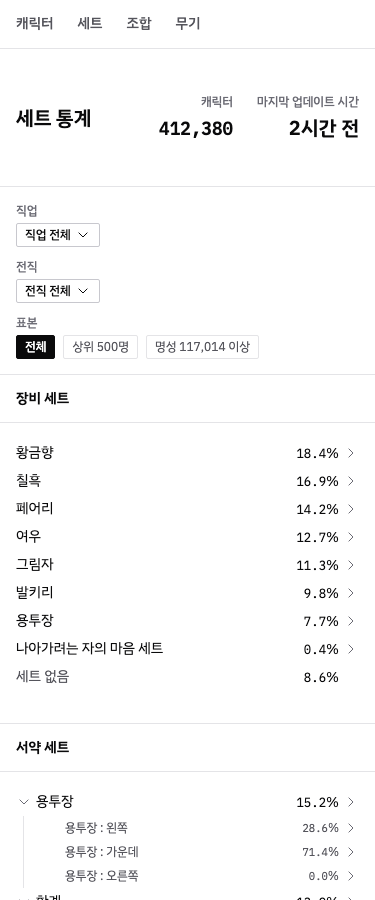 캐릭터 세트 조합 무기
세트 통계
캐릭터
412,380
마지막 업데이트 시간
2시간 전
직업
직업 전체
전직
전직 전체
표본
전체 상위 500명 명성 117,014 이상
장비 세트
황금향 18.4%
칠흑 16.9%
페어리 14.2%
여우 12.7%
그림자 11.3%
발키리 9.8%
용투장 7.7%
나아가려는 자의 마음 세트 0.4%
세트 없음 8.6%
서약 세트
용투장 15.2%
용투장 : 왼쪽 28.6%
용투장 : 가운데 71.4%
용투장 : 오른쪽 0.0%